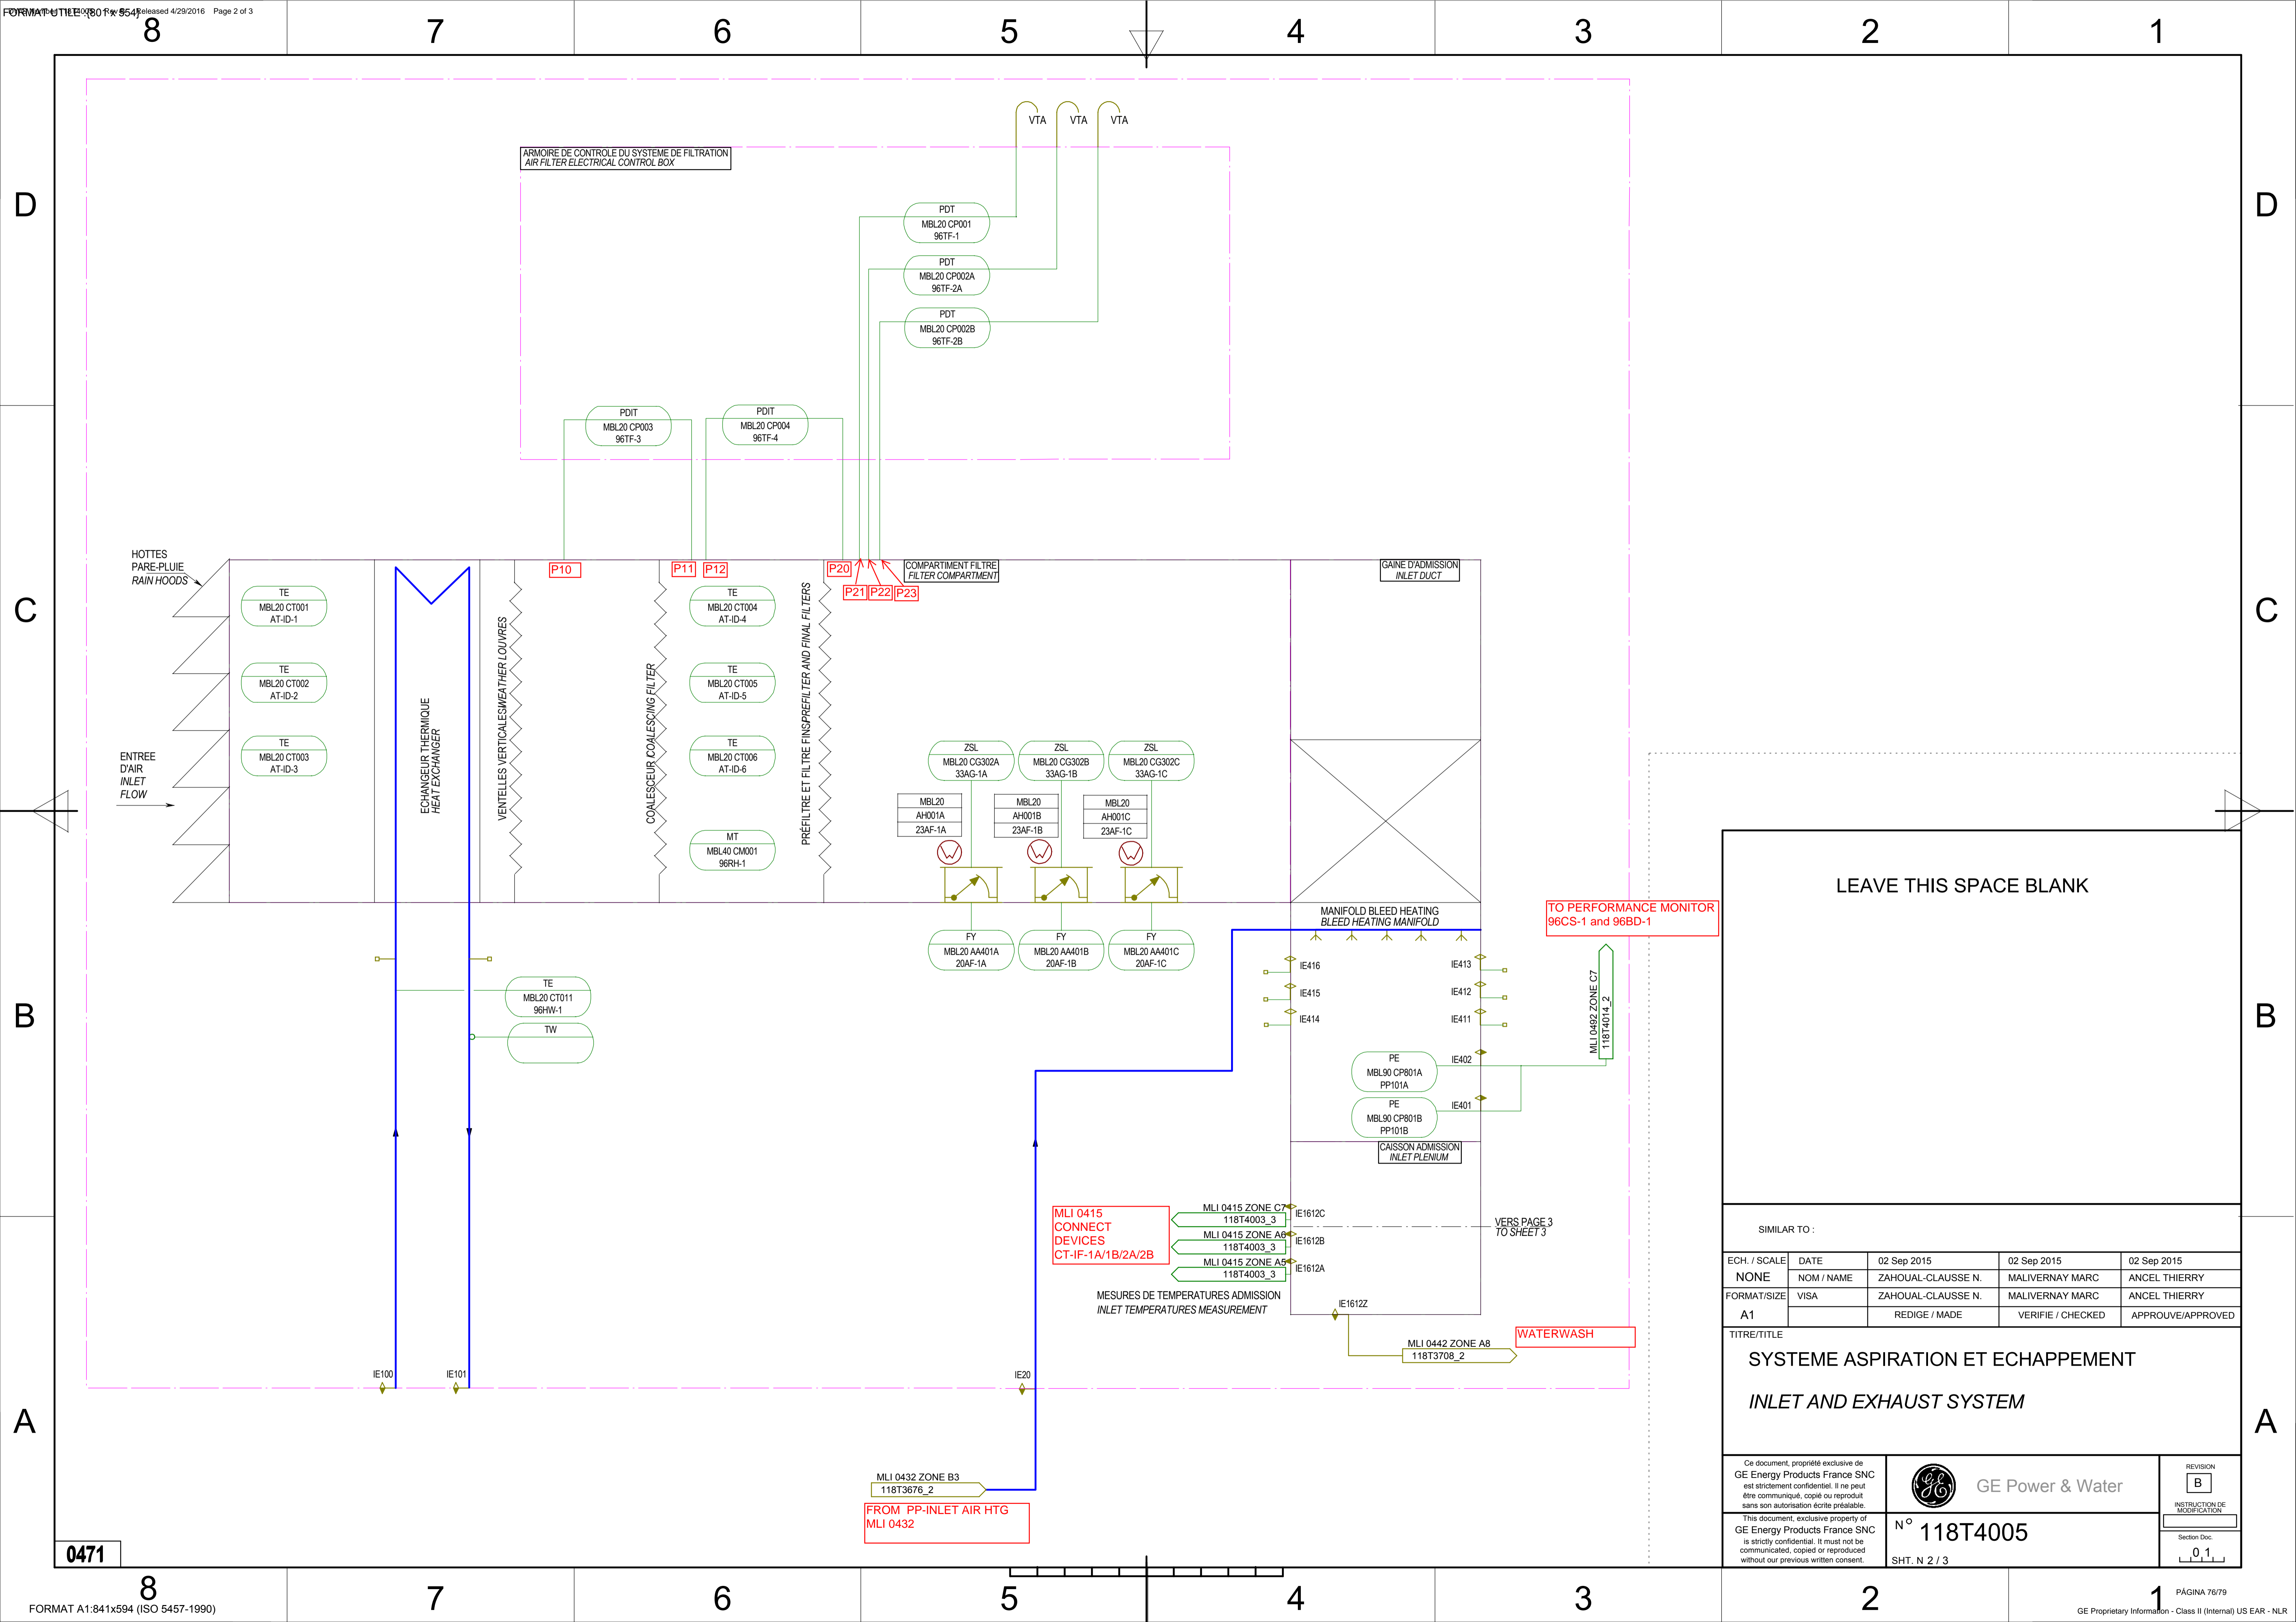 FORMAT UTILE :(801 x 554)
Released 4/29/2016 Page 2 of 3
8 7 6 5 4 3 2 1
D
D
C
C
B
B
A
A
VTA
VTA
VTA
ARMOIRE DE CONTROLE DU SYSTEME DE FILTRATION
AIR FILTER ELECTRICAL CONTROL BOX
PDT
MBL20 CP001
96TF-1
PDT
MBL20 CP002A
96TF-2A
PDT
MBL20 CP002B
96TF-2B
PDIT
MBL20 CP003
96TF-3
PDIT
MBL20 CP004
96TF-4
HOTTES
PARE-PLUIE
RAIN HOODS
P10
P11
P12
P20
P21
P22
P23
COMPARTIMENT FILTRE
FILTER COMPARTMENT
GAINE D'ADMISSION
INLET DUCT
TE
MBL20 CT001
AT-ID-1
TE
MBL20 CT002
AT-ID-2
TE
MBL20 CT003
AT-ID-3
ENTREE
D'AIR
INLET
FLOW
ECHANGEUR THERMIQUE
HEAT EXCHANGER
VENTELLES VERTICALES/WEATHER LOUVRES
COALESCEUR /COALESCING FILTER
TE
MBL20 CT004
AT-ID-4
TE
MBL20 CT005
AT-ID-5
TE
MBL20 CT006
AT-ID-6
MT
MBL40 CM001
96RH-1
PRÉFILTRE ET FILTRE FINS/PREFILTER AND FINAL FILTERS
ZSL
MBL20 CG302A
33AG-1A
ZSL
MBL20 CG302B
33AG-1B
ZSL
MBL20 CG302C
33AG-1C
MBL20
AH001A
23AF-1A
MBL20
AH001B
23AF-1B
MBL20
AH001C
23AF-1C
FY
MBL20 AA401A
20AF-1A
FY
MBL20 AA401B
20AF-1B
FY
MBL20 AA401C
20AF-1C
MANIFOLD BLEED HEATING
BLEED HEATING MANIFOLD
IE416
IE415
IE414
IE413
IE412
IE411
TO PERFORMANCE MONITOR
96CS-1 and 96BD-1
MLI 0492 ZONE C7
118T4014_2
TE
MBL20 CT011
96HW-1
TW
PE
MBL90 CP801A
PP101A
IE402
PE
MBL90 CP801B
PP101B
IE401
CAISSON ADMISSION
INLET PLENIUM
MLI 0415
CONNECT
DEVICES
CT-IF-1A/1B/2A/2B
MLI 0415 ZONE C7
118T4003_3
IE1612C
MLI 0415 ZONE A6
118T4003_3
IE1612B
MLI 0415 ZONE A5
118T4003_3
IE1612A
VERS PAGE 3
TO SHEET 3
MESURES DE TEMPERATURES ADMISSION
INLET TEMPERATURES MEASUREMENT
IE1612Z
WATERWASH
MLI 0442 ZONE A8
118T3708_2
IE100
IE101
IE20
MLI 0432 ZONE B3
118T3676_2
FROM PP-INLET AIR HTG
MLI 0432
LEAVE THIS SPACE BLANK
SIMILAR TO :
ECH. / SCALE DATE 02 Sep 2015 02 Sep 2015 02 Sep 2015
NONE NOM / NAME ZAHOUAL-CLAUSSE N. MALIVERNAY MARC ANCEL THIERRY
FORMAT/SIZE VISA ZAHOUAL-CLAUSSE N. MALIVERNAY MARC ANCEL THIERRY
A1 REDIGE / MADE VERIFIE / CHECKED APPROUVE/APPROVED
TITRE/TITLE
SYSTEME ASPIRATION ET ECHAPPEMENT
INLET AND EXHAUST SYSTEM
Ce document, propriété exclusive de
GE Energy Products France SNC
est strictement confidentiel. Il ne peut
être communiqué, copié ou reproduit
sans son autorisation écrite préalable.
This document, exclusive property of
GE Energy Products France SNC
is strictly confidential. It must not be
communicated, copied or reproduced
without our previous written consent.
GE
GE Power & Water
REVISION
B
INSTRUCTION DE
MODIFICATION
Section Doc.
0 1
N° 118T4005
SHT. N 2 / 3
0471
8 7 6 5 4 3 2 1
FORMAT A1:841x594 (ISO 5457-1990)
PÁGINA 76/79
GE Proprietary Information - Class II (Internal) US EAR - NLR